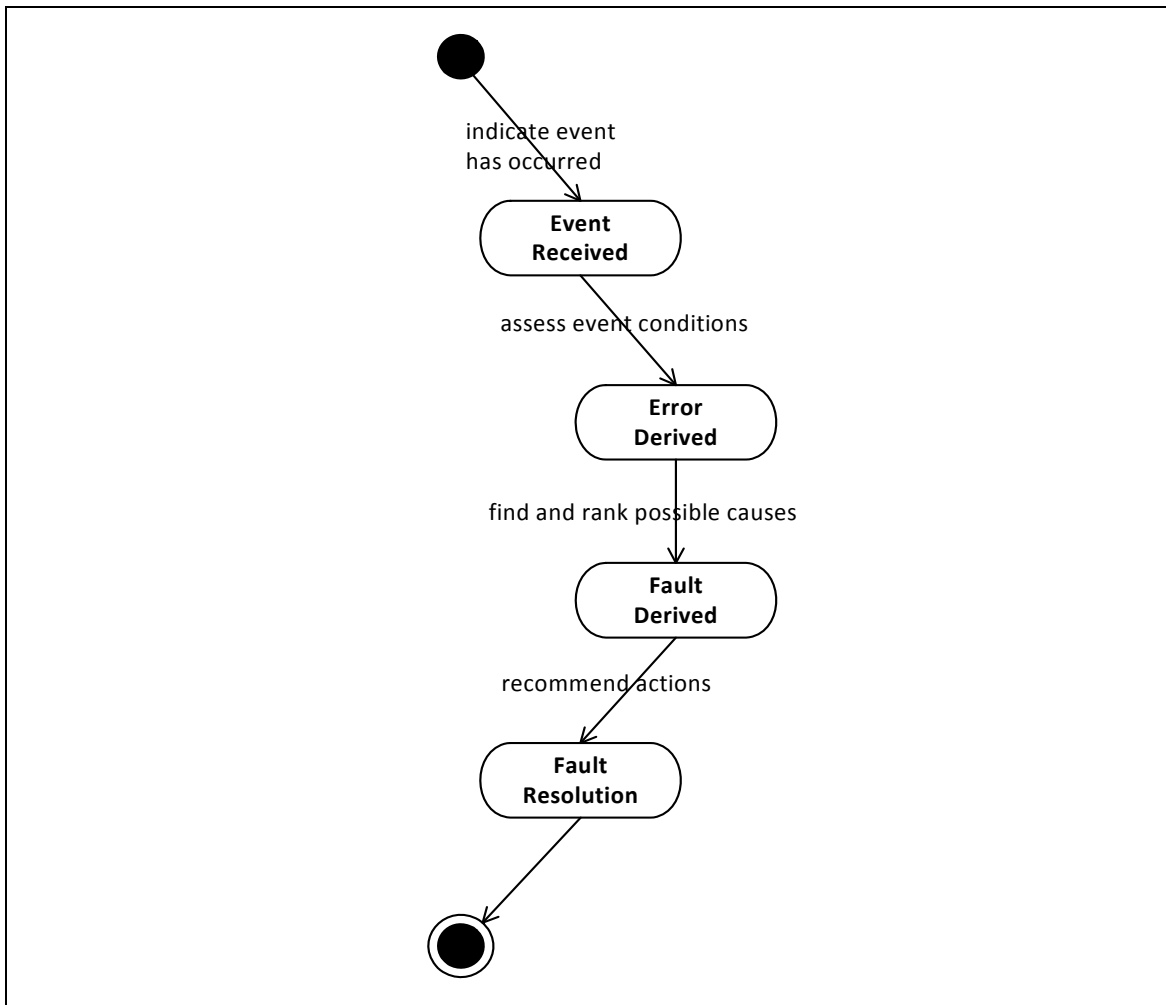 indicate event
has occurred
Event
Received
assess event conditions
Error
Derived
find and rank possible causes
Fault
Derived
recommend actions
Fault
Resolution